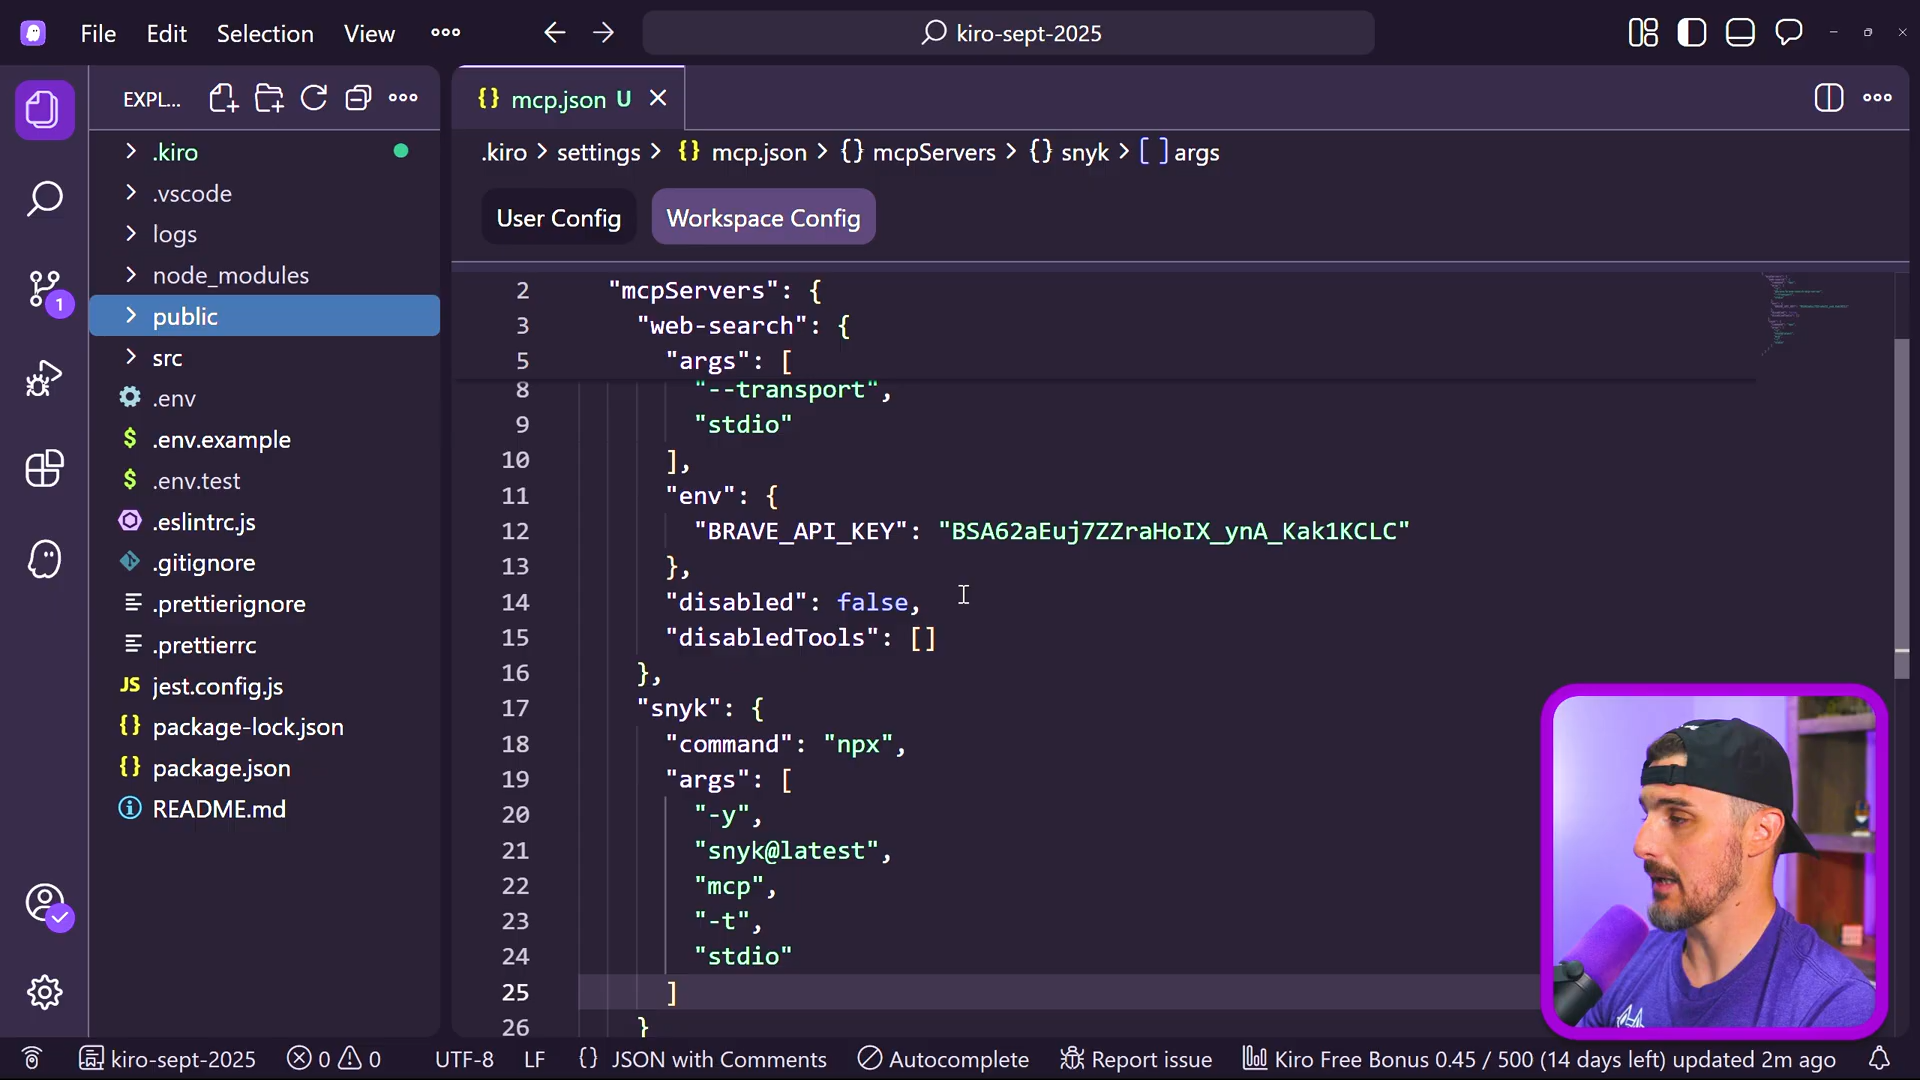 File Edit Selection View
kiro-sept-2025
EXPL...
mcp.json U
.kiro > settings > {} mcp.json > {} mcpServers > {} snyk > [ ] args
User Config Workspace Config
.kiro
.vscode
logs
node_modules
public
src
.env
$ .env.example
$ .env.test
.eslintrc.js
.gitignore
.prettierignore
.prettierrc
JS jest.config.js
{} package-lock.json
{} package.json
README.md
1
2 "mcpServers": {
3 "web-search": {
5 "args": [
8 "--transport",
9 "stdio"
10 ],
11 "env": {
12 "BRAVE_API_KEY": "BSA62aEuj7ZZraHoIX_ynA_Kak1KCLC"
13 },
14 "disabled": false,
15 "disabledTools": []
16 },
17 "snyk": {
18 "command": "npx",
19 "args": [
20 "-y",
21 "snyk@latest",
22 "mcp",
23 "-t",
24 "stdio"
25 ]
26 }
kiro-sept-2025 0 0 UTF-8 LF {} JSON with Comments Autocomplete Report issue Kiro Free Bonus 0.45 / 500 (14 days left) updated 2m ago